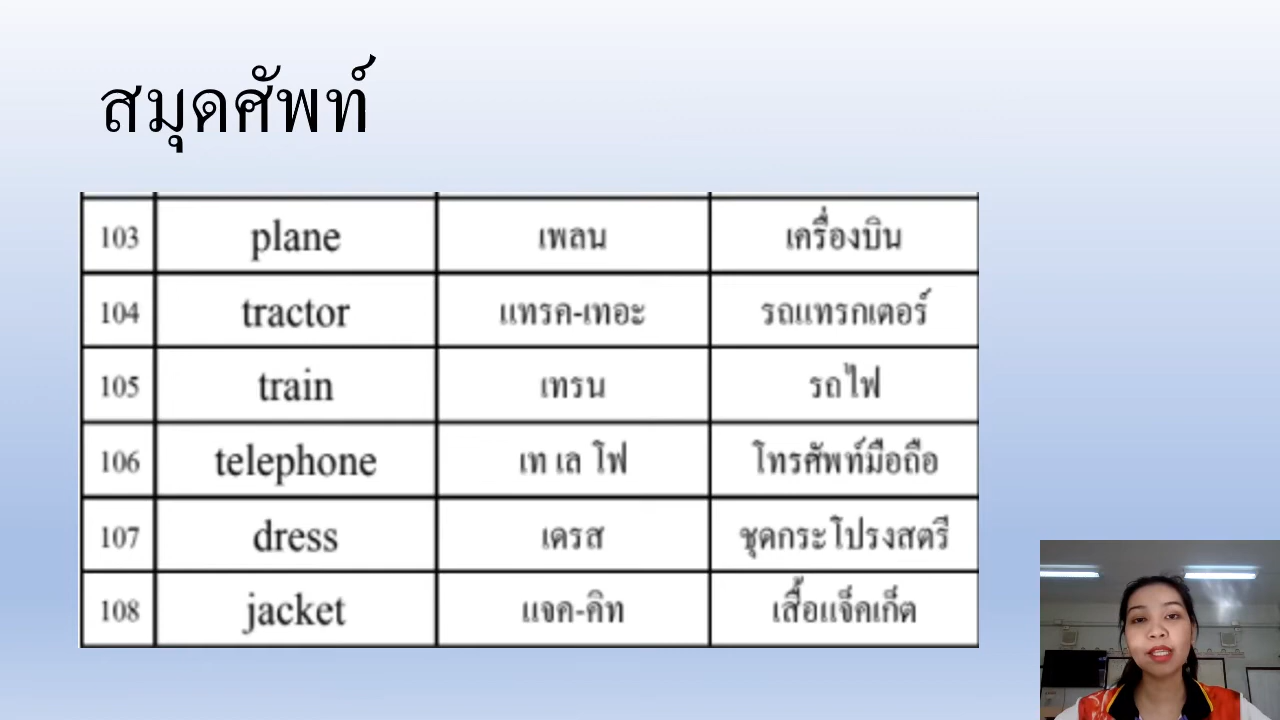 สมุดศัพท์
103 plane เพลน เครื่องบิน
104 tractor แทรค-เทอะ รถแทรกเตอร์
105 train เทรน รถไฟ
106 telephone เท เล โฟ โทรศัพท์มือถือ
107 dress เดรส ชุดกระโปรงสตรี
108 jacket แจค-คิท เสื้อแจ็คเก็ต